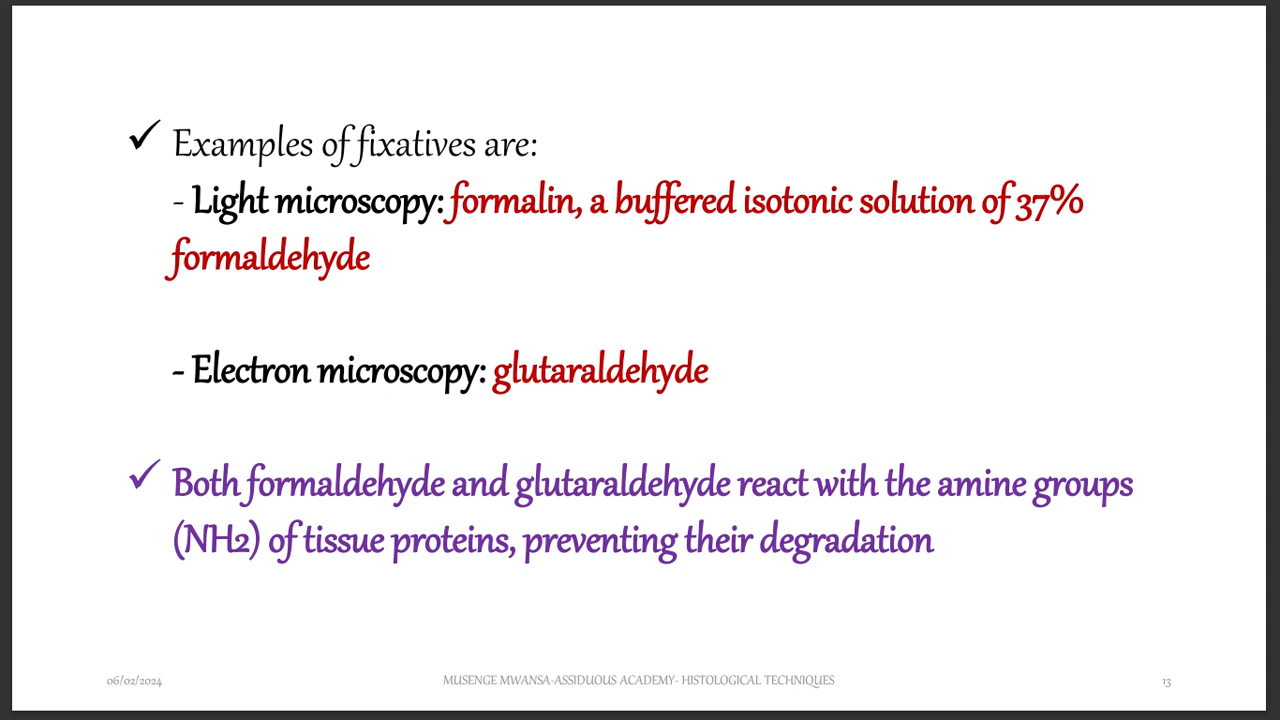 ✓ Examples of fixatives are:
- Light microscopy: formalin, a buffered isotonic solution of 37%
formaldehyde
- Electron microscopy: glutaraldehyde
✓ Both formaldehyde and glutaraldehyde react with the amine groups
(NH2) of tissue proteins, preventing their degradation
06/02/2024 MUSENGE MWANSA-ASSIDUOUS ACADEMY- HISTOLOGICAL TECHNIQUES 13